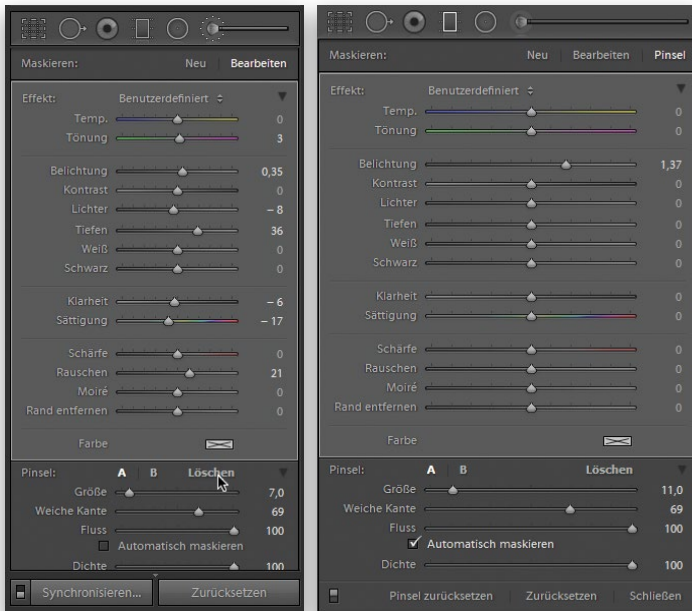 Maskieren: Neu Bearbeiten
Effekt: Benutzerdefiniert
Temp. 0
Tönung 3
Belichtung 0,35
Kontrast 0
Lichter – 8
Tiefen 36
Weiß 0
Schwarz 0
Klarheit – 6
Sättigung – 17
Schärfe 0
Rauschen 21
Moiré 0
Rand entfernen 0
Farbe
Pinsel: A B Löschen
Größe 7,0
Weiche Kante 69
Fluss 100
Automatisch maskieren
Dichte 100
Synchronisieren... Zurücksetzen
Maskieren: Neu Bearbeiten Pinsel
Effekt: Benutzerdefiniert
Temp. 0
Tönung 0
Belichtung 1,37
Kontrast 0
Lichter 0
Tiefen 0
Weiß 0
Schwarz 0
Klarheit 0
Sättigung 0
Schärfe 0
Rauschen 0
Moiré 0
Rand entfernen 0
Farbe
Pinsel: A B Löschen
Größe 11,0
Weiche Kante 69
Fluss 100
Automatisch maskieren
Dichte 100
Pinsel zurücksetzen Zurücksetzen Schließen